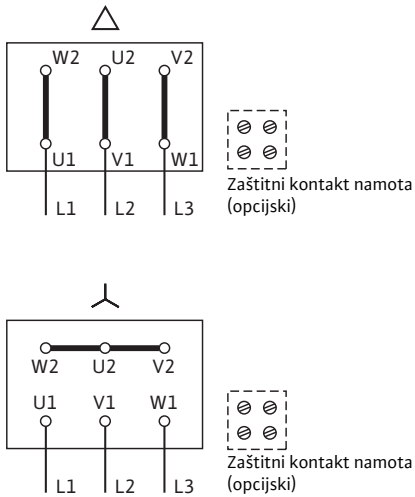 W2 U2 V2
U1 V1 W1
L1 L2 L3
Zaštitni kontakt namota
(opcijski)
W2 U2 V2
U1 V1 W1
L1 L2 L3
Zaštitni kontakt namota
(opcijski)